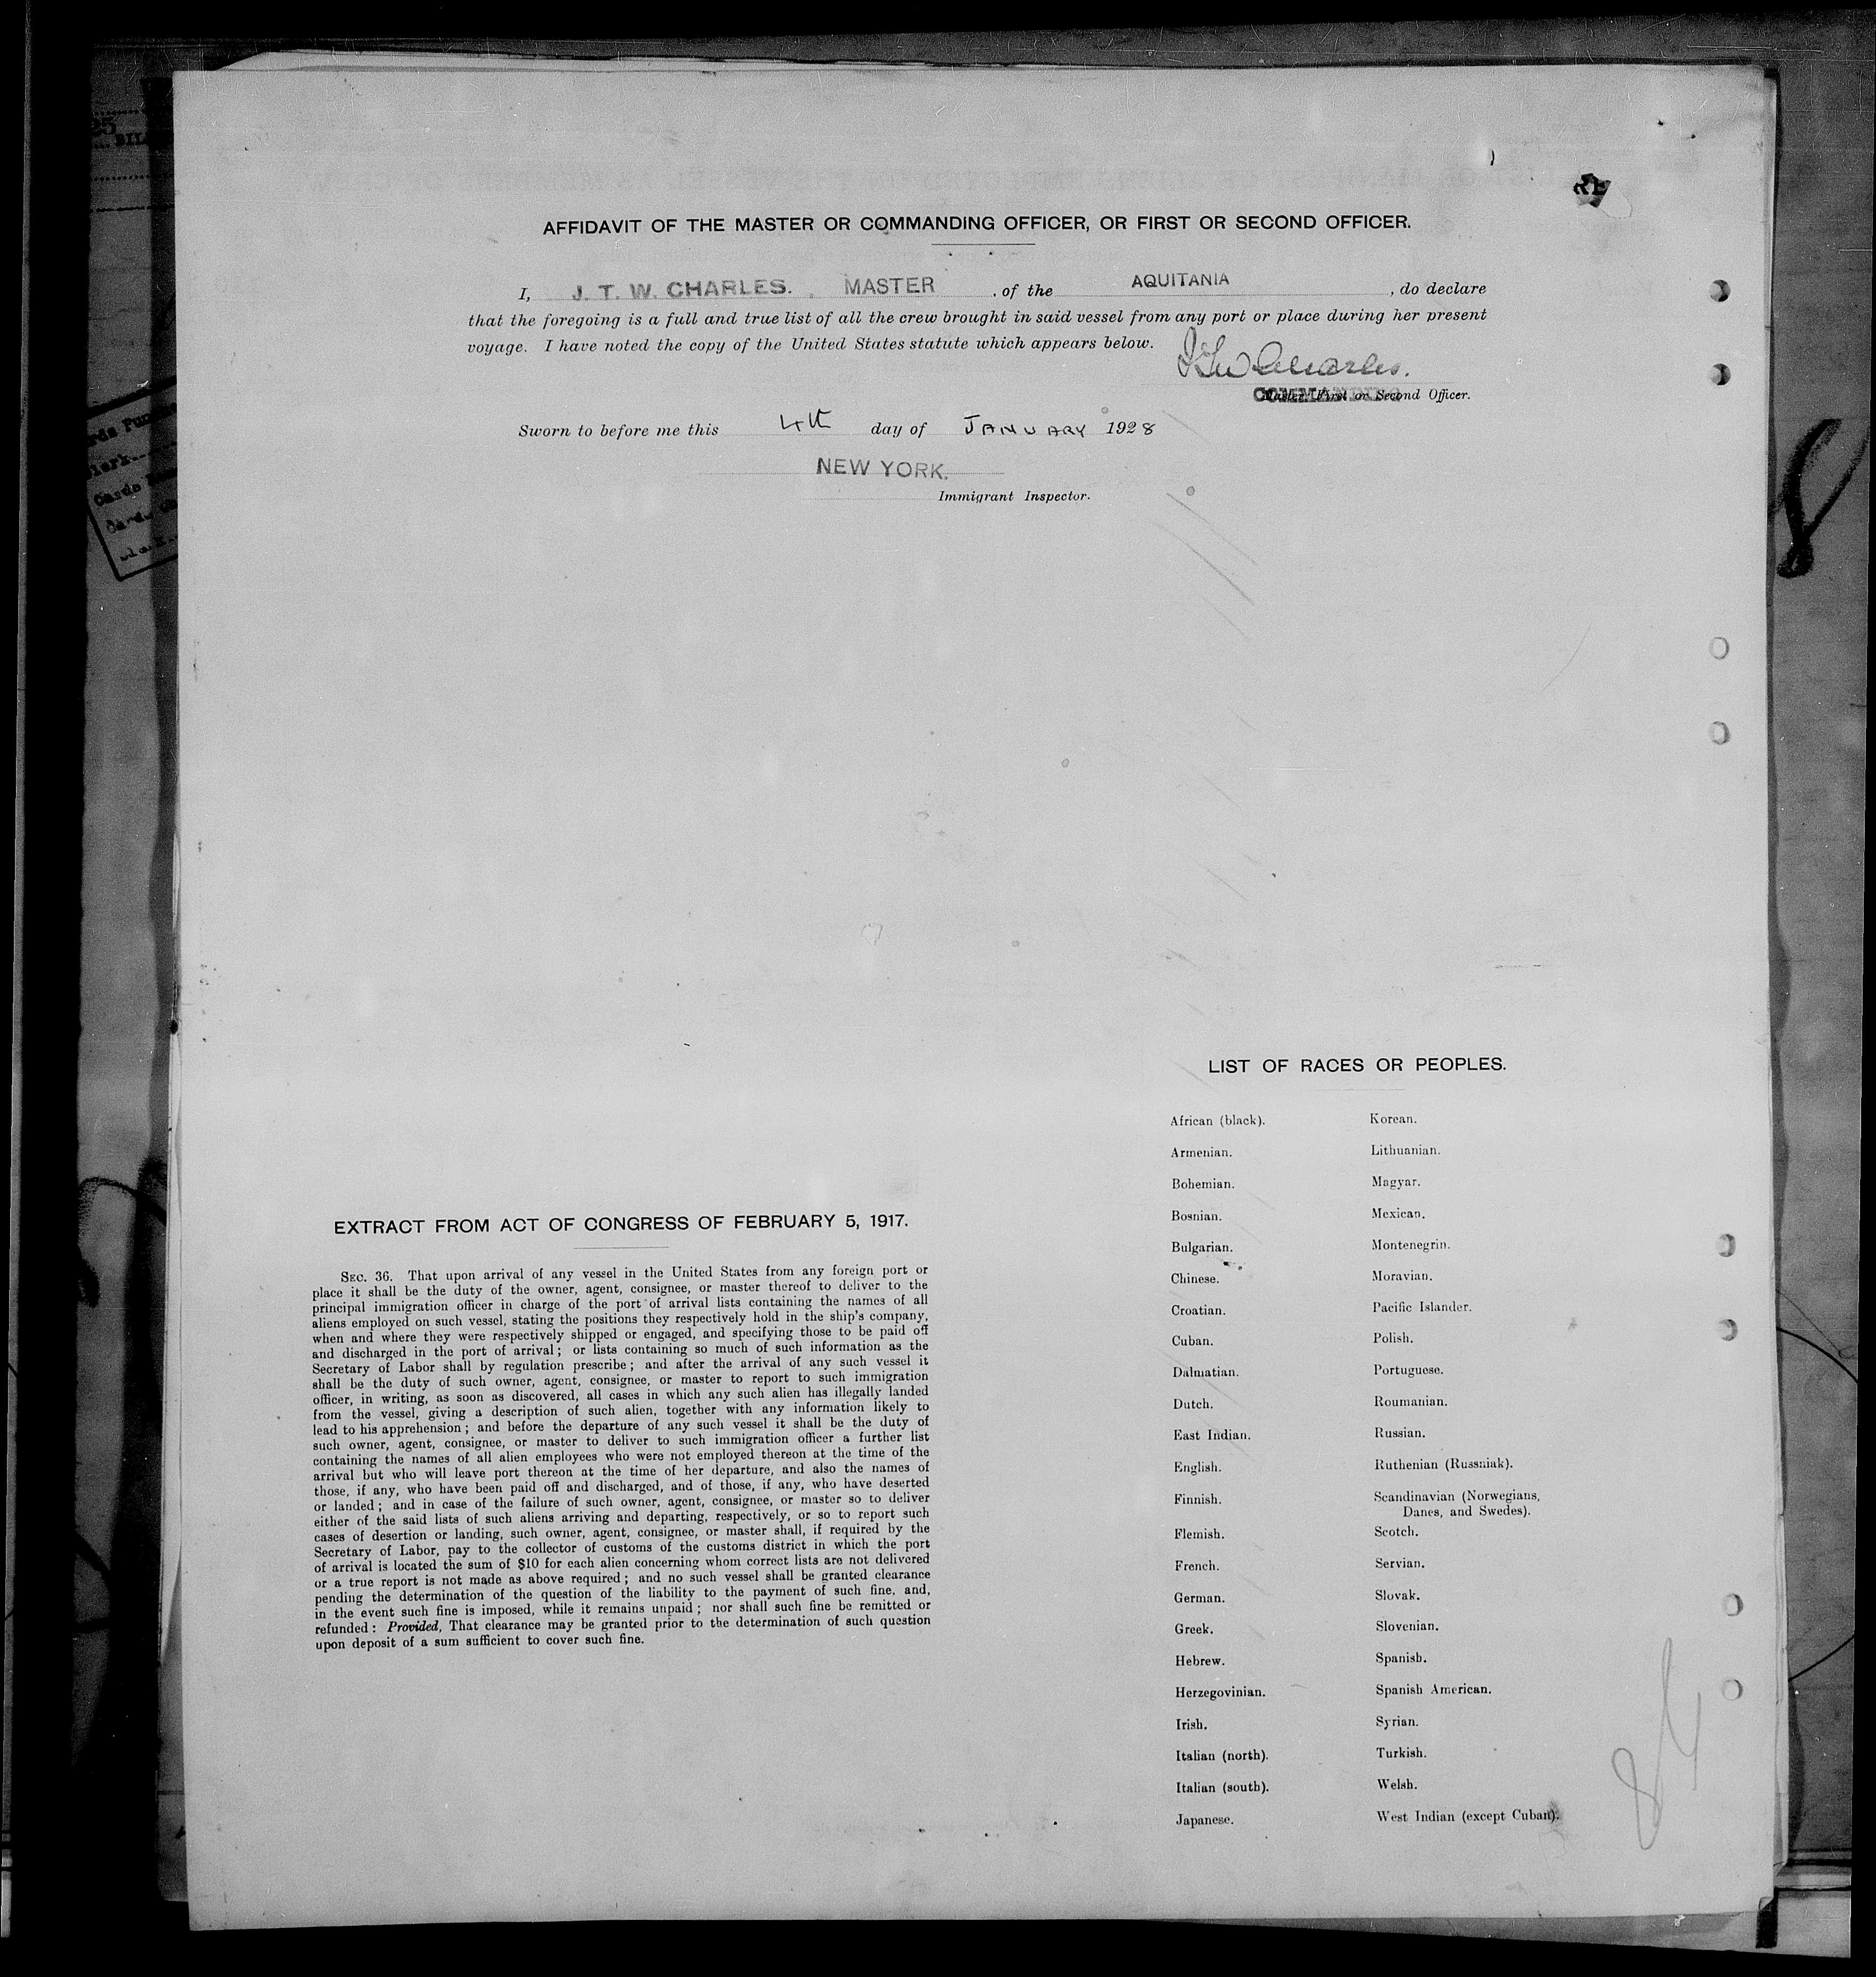 AFFIDAVIT OF THE MASTER OR COMMANDING OFFICER, OR FIRST OR SECOND OFFICER.
I, J. T. W. CHARLES. , MASTER , of the AQUITANIA , do declare
that the foregoing is a full and true list of all the crew brought in said vessel from any port or place during her present
voyage. I have noted the copy of the United States statute which appears below.
J T W Charles.
COMMANDING
Master, First or Second Officer.
Sworn to before me this 4th day of JANUARY 1928
NEW YORK.
Immigrant Inspector.
EXTRACT FROM ACT OF CONGRESS OF FEBRUARY 5, 1917.
SEC. 36. That upon arrival of any vessel in the United States from any foreign port or
place it shall be the duty of the owner, agent, consignee, or master thereof to deliver to the
principal immigration officer in charge of the port of arrival lists containing the names of all
aliens employed on such vessel, stating the positions they respectively hold in the ship's company,
when and where they were respectively shipped or engaged, and specifying those to be paid off
and discharged in the port of arrival; or lists containing so much of such information as the
Secretary of Labor shall by regulation prescribe; and after the arrival of any such vessel it
shall be the duty of such owner, agent, consignee, or master to report to such immigration
officer, in writing, as soon as discovered, all cases in which any such alien has illegally landed
from the vessel, giving a description of such alien, together with any information likely to
lead to his apprehension; and before the departure of any such vessel it shall be the duty of
such owner, agent, consignee, or master to deliver to such immigration officer a further list
containing the names of all alien employees who were not employed thereon at the time of the
arrival but who will leave port thereon at the time of her departure, and also the names of
those, if any, who have been paid off and discharged, and of those, if any, who have deserted
or landed; and in case of the failure of such owner, agent, consignee, or master so to deliver
either of the said lists of such aliens arriving and departing, respectively, or so to report such
cases of desertion or landing, such owner, agent, consignee, or master shall, if required by the
Secretary of Labor, pay to the collector of customs of the customs district in which the port
of arrival is located the sum of $10 for each alien concerning whom correct lists are not delivered
or a true report is not made as above required; and no such vessel shall be granted clearance
pending the determination of the question of the liability to the payment of such fine, and,
in the event such fine is imposed, while it remains unpaid; nor shall such fine be remitted or
refunded: Provided, That clearance may be granted prior to the determination of such question
upon deposit of a sum sufficient to cover such fine.
LIST OF RACES OR PEOPLES.
African (black).
Armenian.
Bohemian.
Bosnian.
Bulgarian.
Chinese.
Croatian.
Cuban.
Dalmatian.
Dutch.
East Indian.
English.
Finnish.
Flemish.
French.
German.
Greek.
Hebrew.
Herzegovinian.
Irish.
Italian (north).
Italian (south).
Japanese.
Korean.
Lithuanian.
Magyar.
Mexican.
Montenegrin.
Moravian.
Pacific Islander.
Polish.
Portuguese.
Roumanian.
Russian.
Ruthenian (Russniak).
Scandinavian (Norwegians,
Danes, and Swedes).
Scotch.
Servian.
Slovak.
Slovenian.
Spanish.
Spanish American.
Syrian.
Turkish.
Welsh.
West Indian (except Cuban).
8